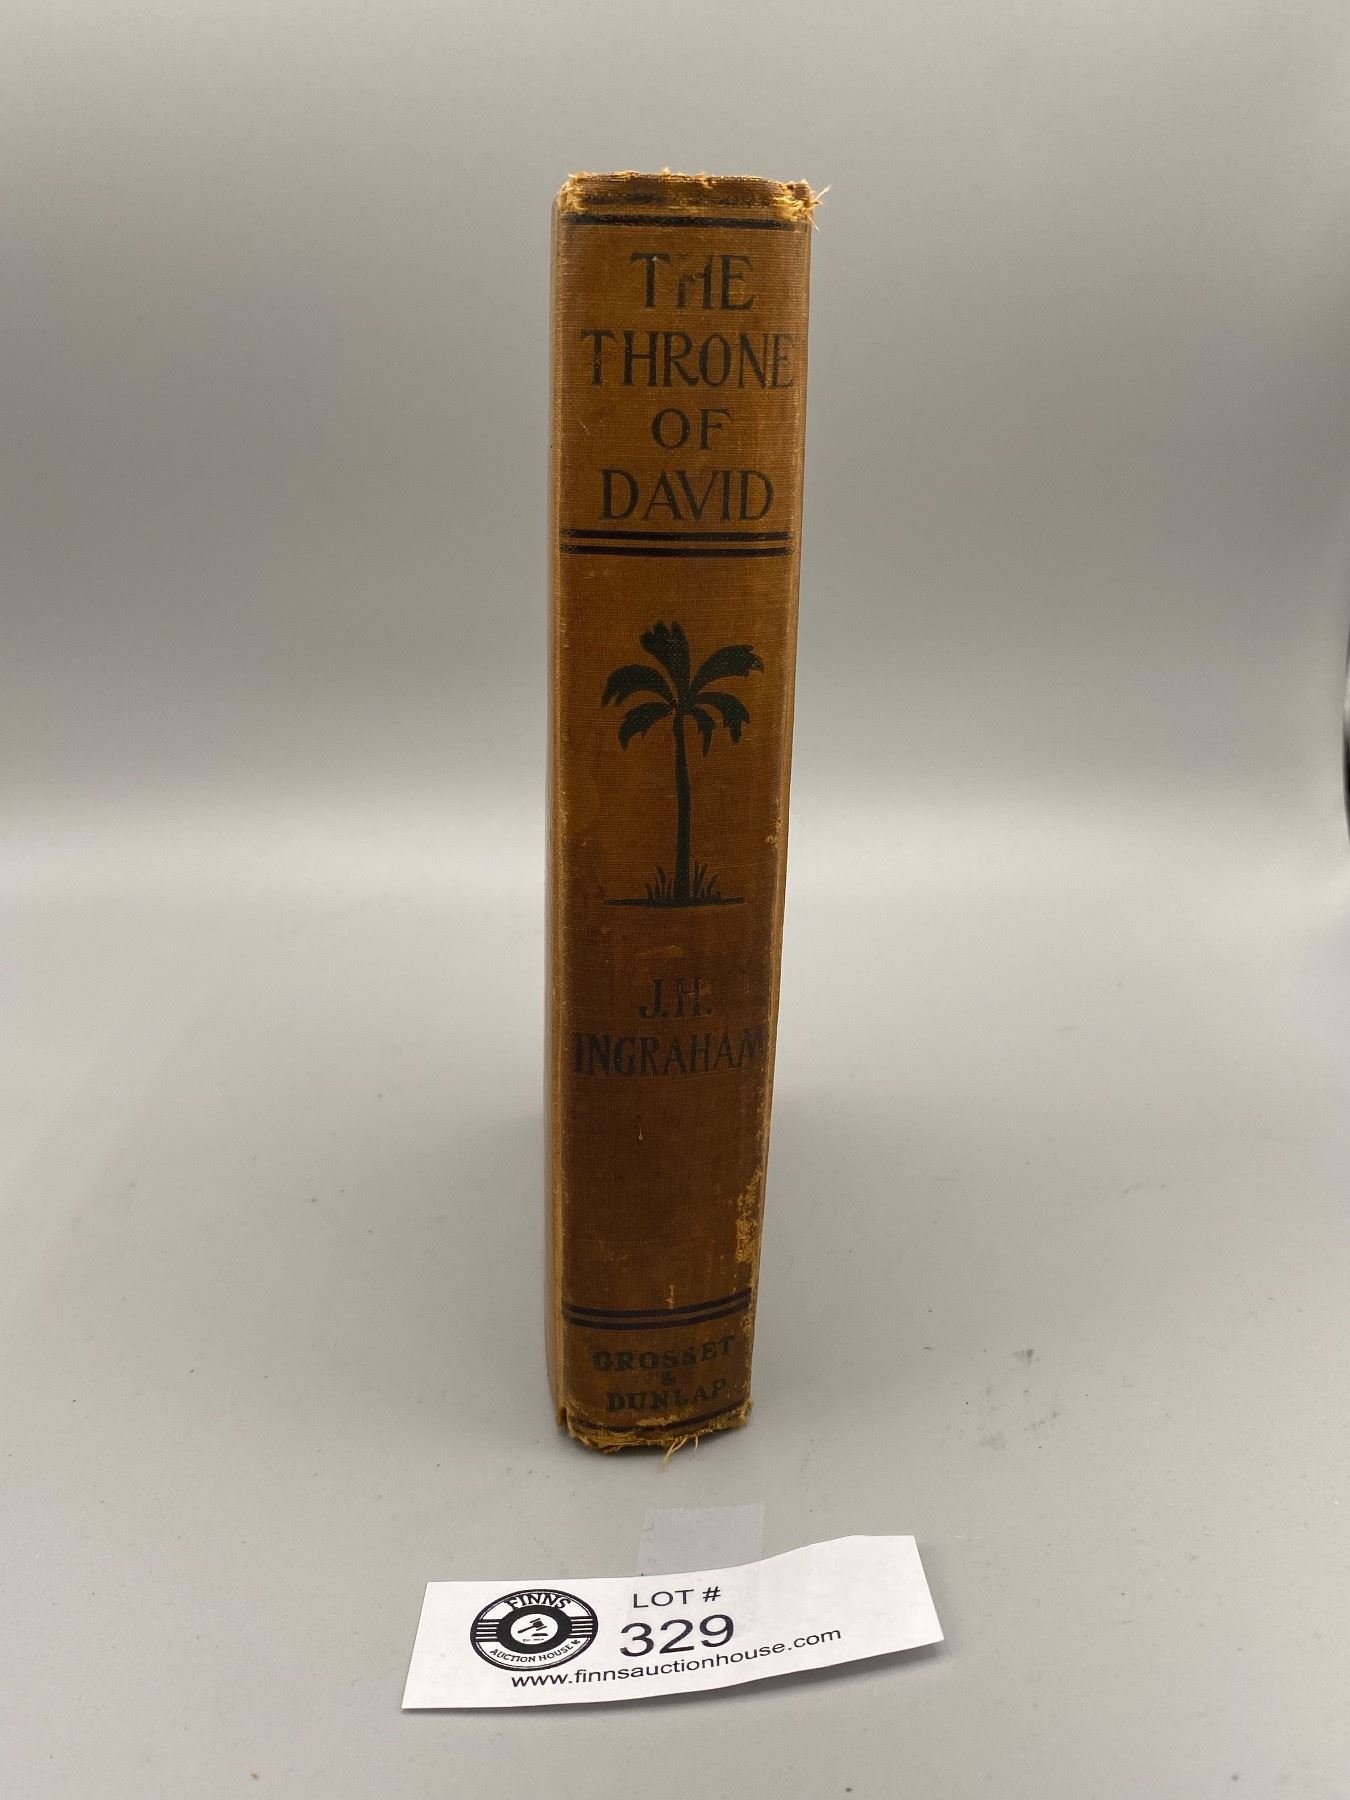 THE
THRONE
OF
DAVID
J.H.
INGRAHAM
GROSSET
&
DUNLAP
FINNS
AUCTION HOUSE
LOT #
329
www.finnsauctionhouse.com